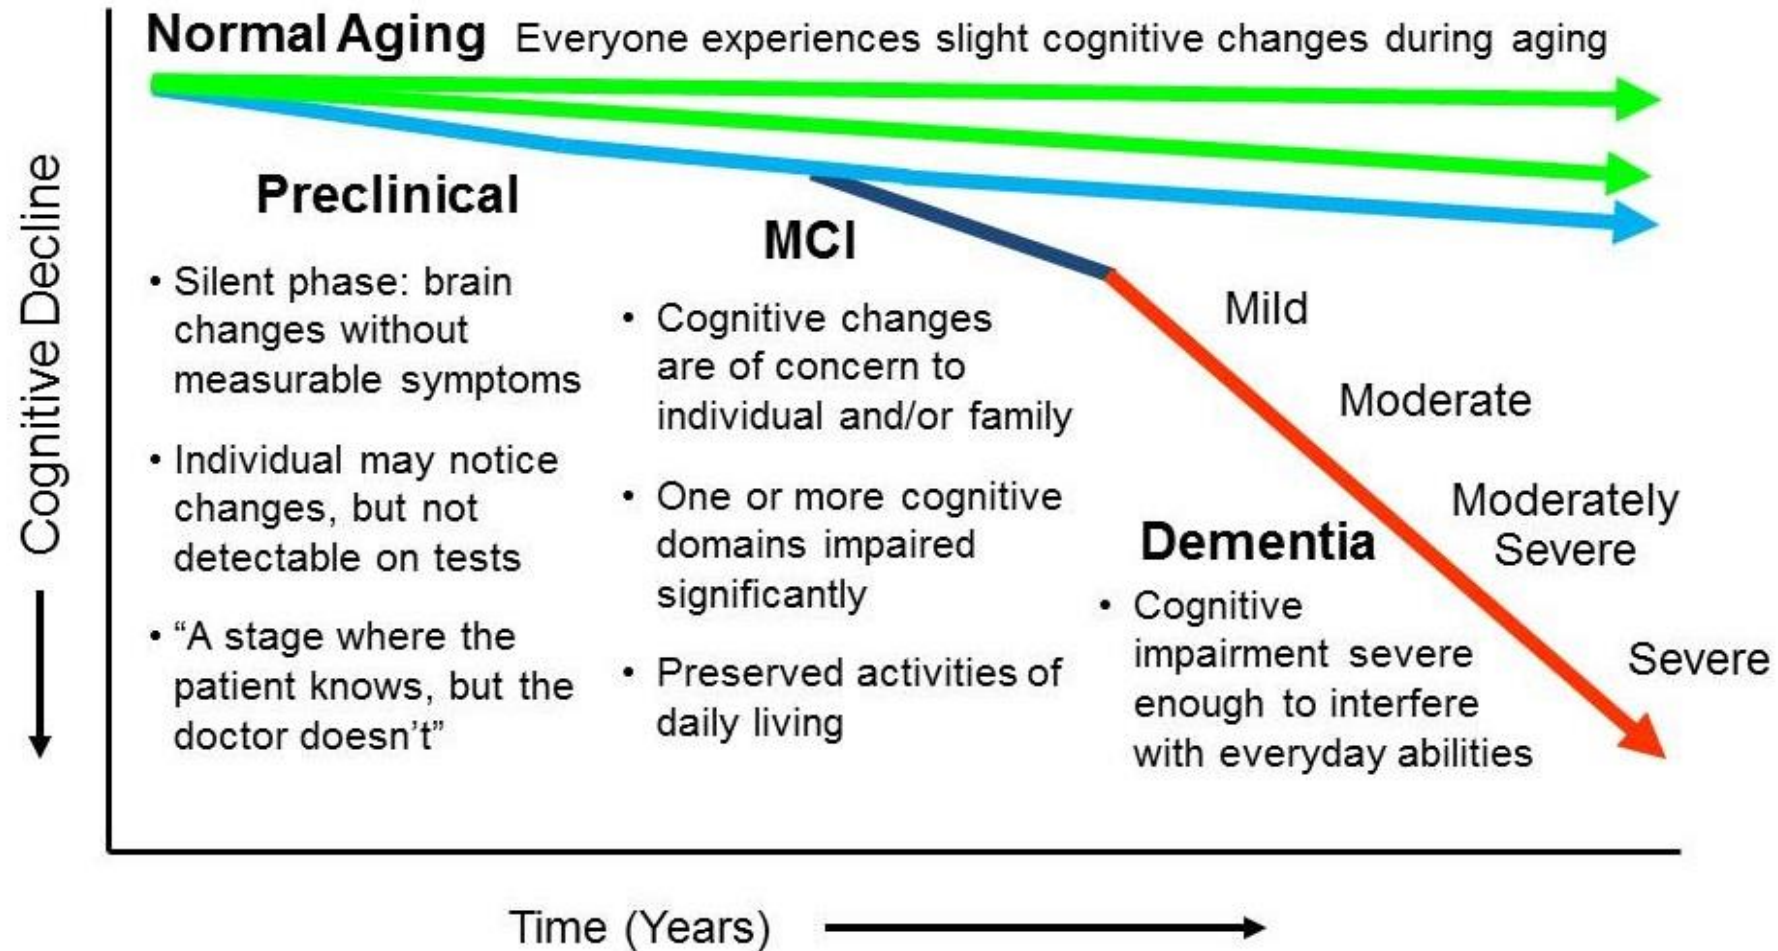 Normal Aging Everyone experiences slight cognitive changes during aging
Cognitive Decline
Preclinical
• Silent phase: brain
changes without
measurable symptoms
• Individual may notice
changes, but not
detectable on tests
• “A stage where the
patient knows, but the
doctor doesn’t”
MCI
• Cognitive changes
are of concern to
individual and/or family
• One or more cognitive
domains impaired
significantly
• Preserved activities of
daily living
Dementia
• Cognitive
impairment severe
enough to interfere
with everyday abilities
Mild
Moderate
Moderately
Severe
Severe
Time (Years)